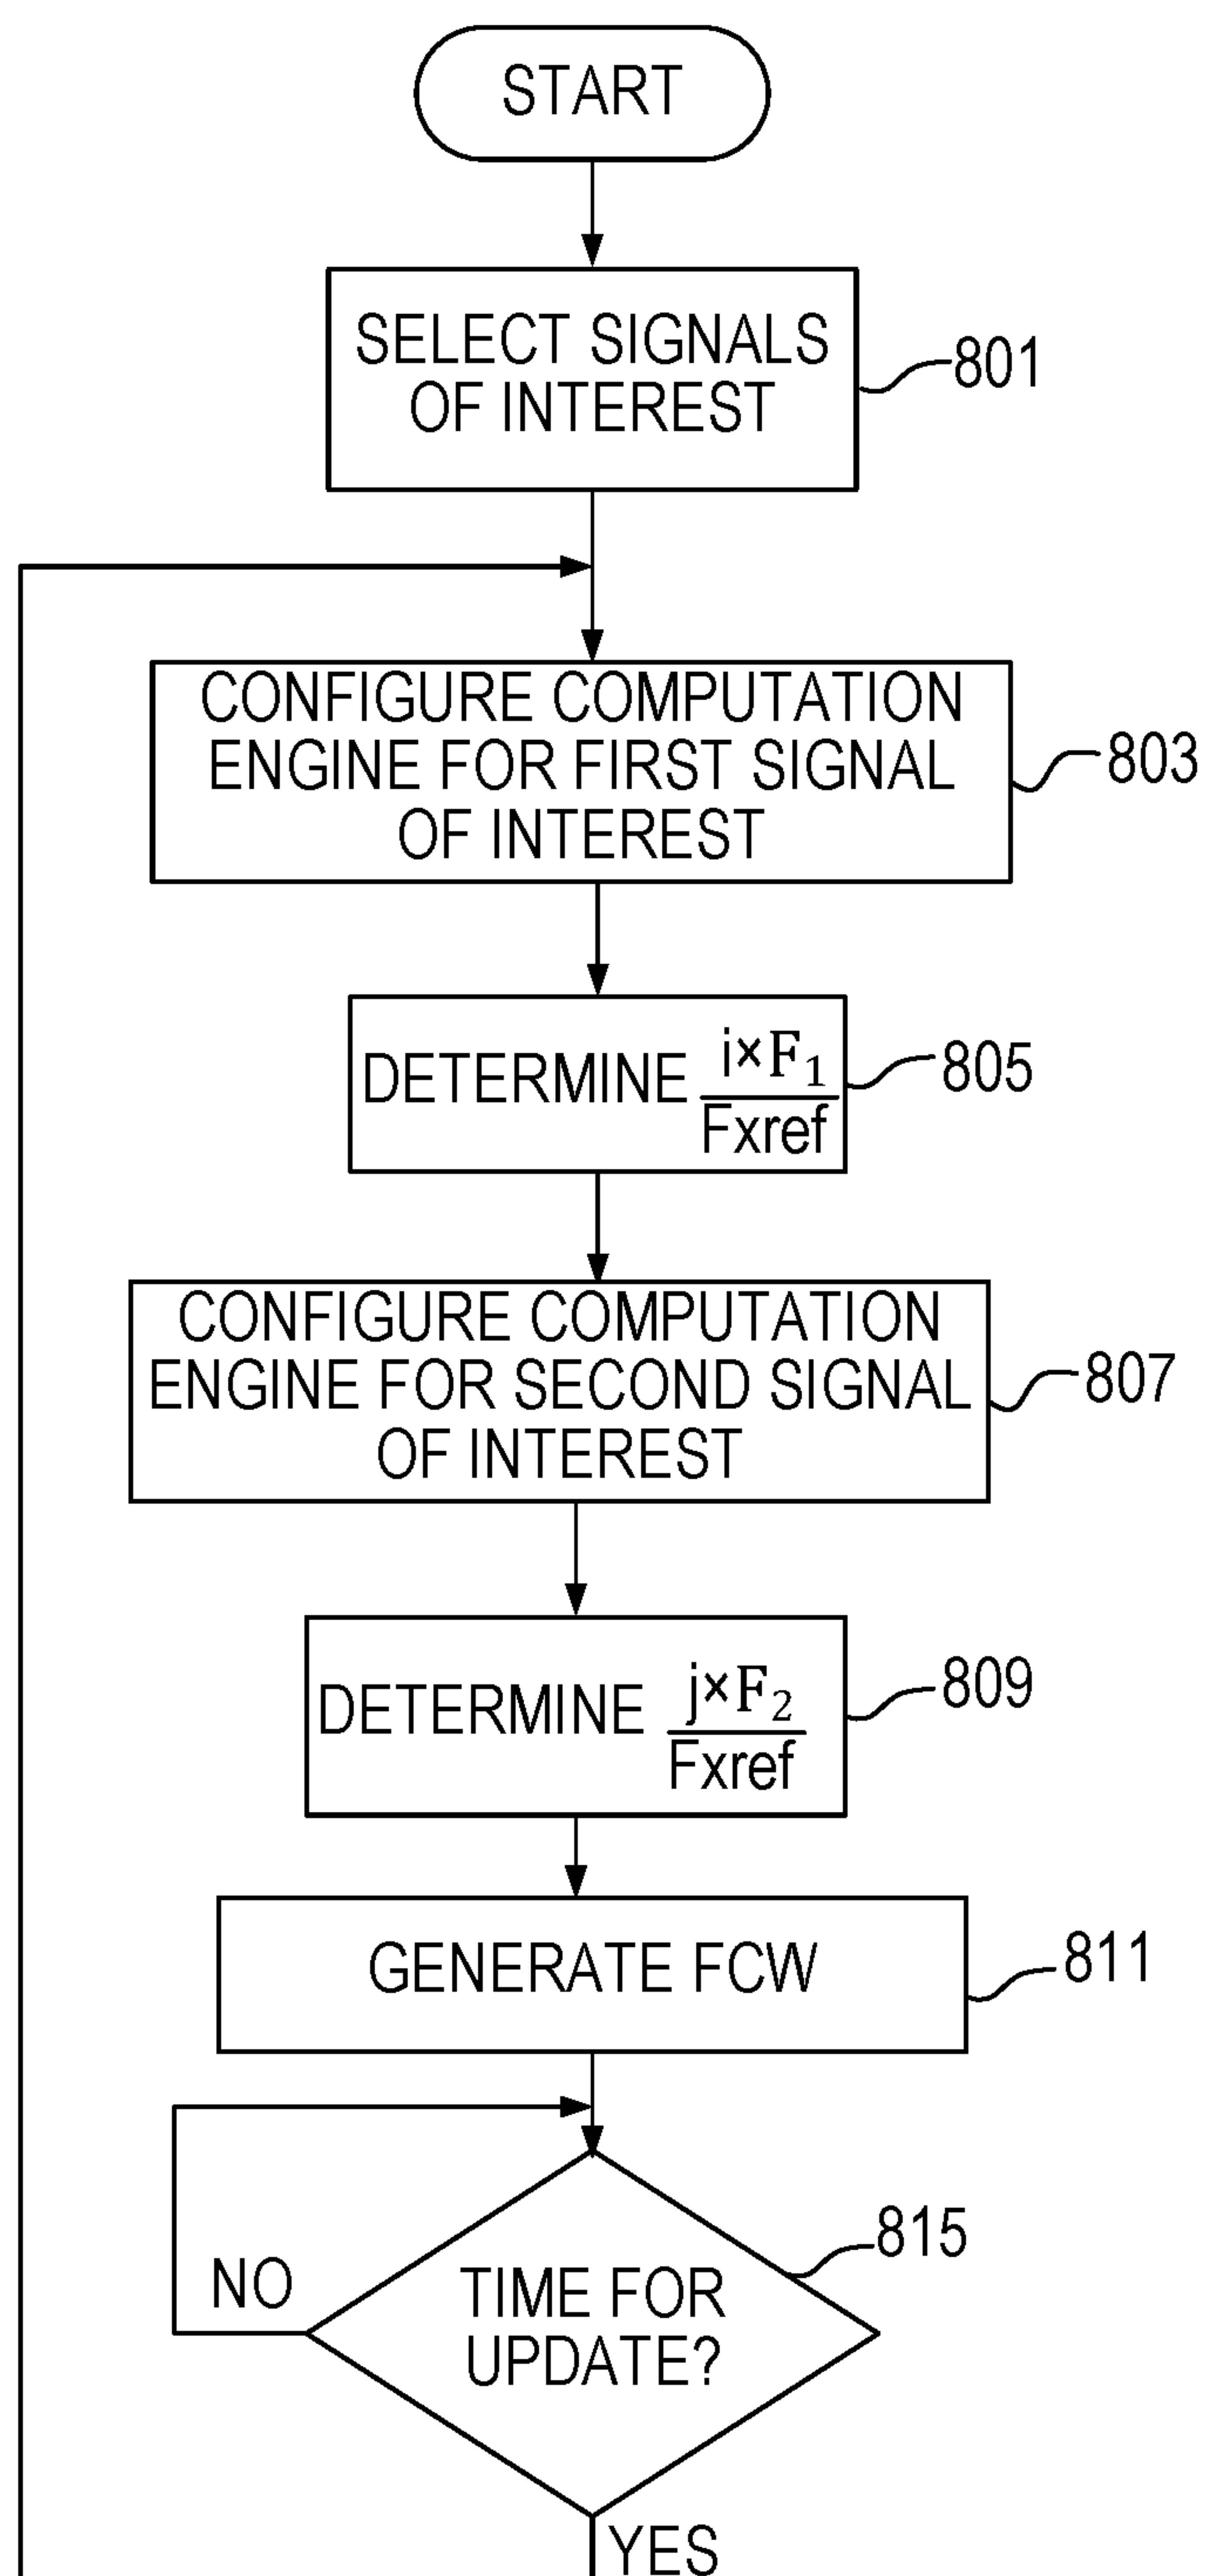 START
SELECT SIGNALS
OF INTEREST
801
CONFIGURE COMPUTATION
ENGINE FOR FIRST SIGNAL
OF INTEREST
803
DETERMINE i×F₁
Fxref
805
CONFIGURE COMPUTATION
ENGINE FOR SECOND SIGNAL
OF INTEREST
807
DETERMINE j×F₂
Fxref
809
GENERATE FCW
811
TIME FOR
UPDATE?
815
NO
YES